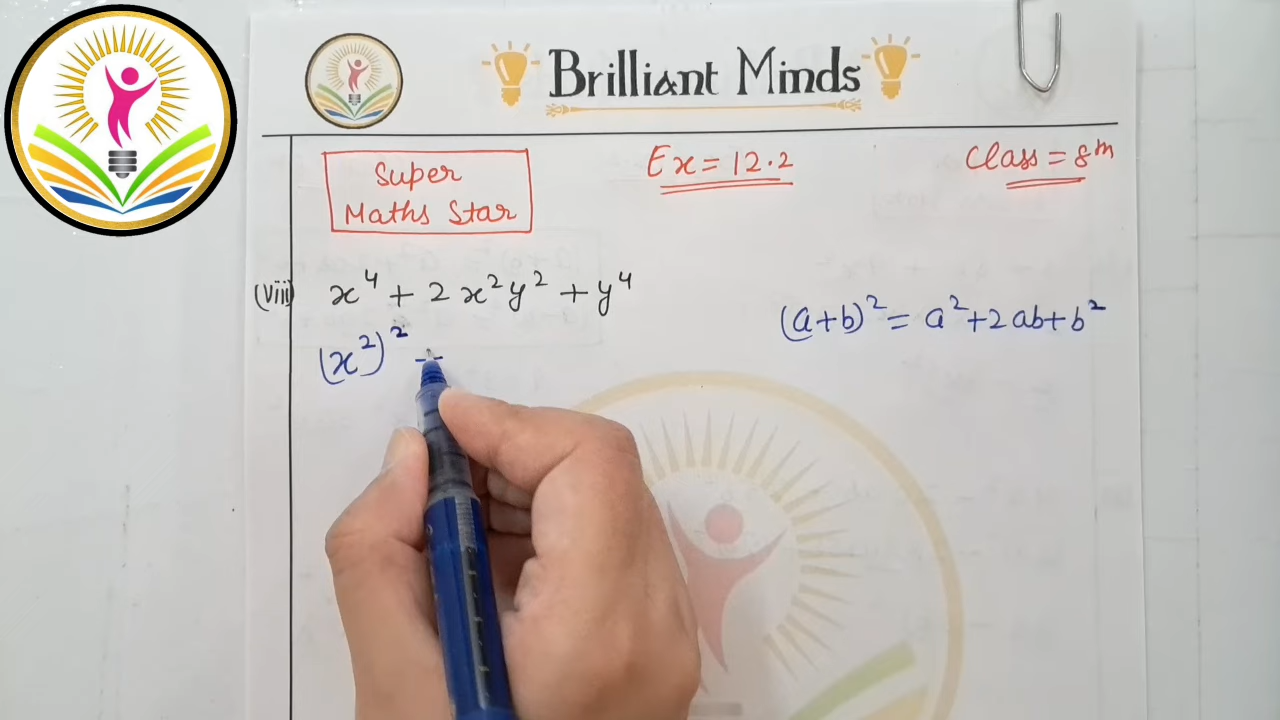 Brilliant Minds
Super
Maths Star
Ex = 12.2
Class = 8th
(viii) x⁴ + 2x²y² + y⁴
(a+b)² = a²+2ab+b²
(x²)² +